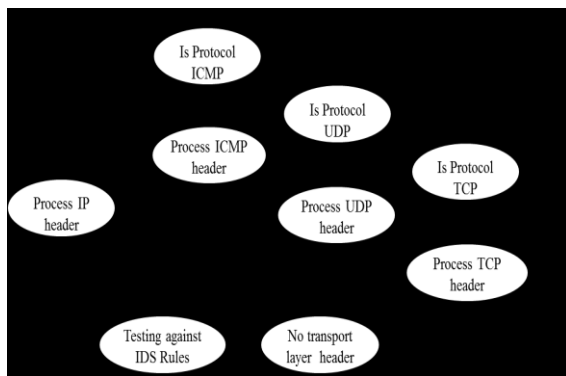 Is Protocol
ICMP
Is Protocol
UDP
Process ICMP
header
Is Protocol
TCP
Process IP
header
Process UDP
header
Process TCP
header
Testing against
IDS Rules
No transport
layer header